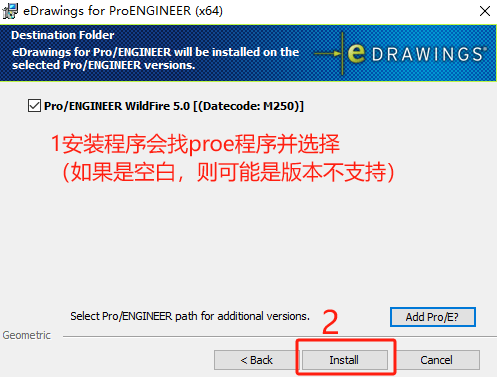 eDrawings for ProENGINEER (x64)
Destination Folder
eDrawings for Pro/ENGINEER will be installed on the
selected Pro/ENGINEER versions.
eDRAWINGS®
Pro/ENGINEER WildFire 5.0 [(Datecode: M250)]
1安装程序会找proe程序并选择
（如果是空白，则可能是版本不支持）
Select Pro/ENGINEER path for additional versions.
2
Add Pro/E?
Geometric
< Back
Install
Cancel